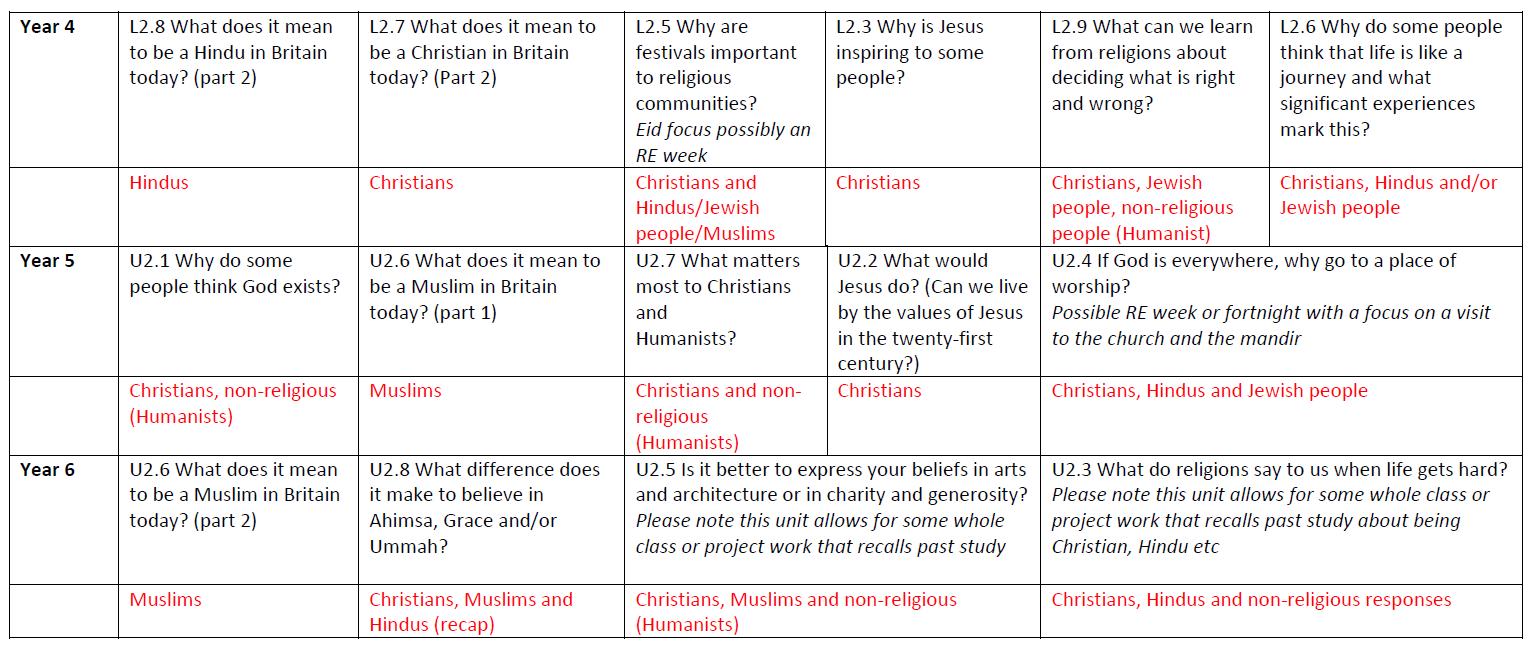 Year 4
L2.8 What does it mean
to be a Hindu in Britain
today? (part 2)
L2.7 What does it mean to
be a Christian in Britain
today? (Part 2)
L2.5 Why are
festivals important
to religious
communities?
Eid focus possibly an
RE week
L2.3 Why is Jesus
inspiring to some
people?
L2.9 What can we learn
from religions about
deciding what is right
and wrong?
L2.6 Why do some people
think that life is like a
journey and what
significant experiences
mark this?
Hindus
Christians
Christians and
Hindus/Jewish
people/Muslims
Christians
Christians, Jewish
people, non-religious
people (Humanist)
Christians, Hindus and/or
Jewish people
Year 5
U2.1 Why do some
people think God exists?
U2.6 What does it mean to
be a Muslim in Britain
today? (part 1)
U2.7 What matters
most to Christians
and
Humanists?
U2.2 What would
Jesus do? (Can we live
by the values of Jesus
in the twenty-first
century?)
U2.4 If God is everywhere, why go to a place of
worship?
Possible RE week or fortnight with a focus on a visit
to the church and the mandir
Christians, non-religious
(Humanists)
Muslims
Christians and non-
religious
(Humanists)
Christians
Christians, Hindus and Jewish people
Year 6
U2.6 What does it mean
to be a Muslim in Britain
today? (part 2)
U2.8 What difference does
it make to believe in
Ahimsa, Grace and/or
Ummah?
U2.5 Is it better to express your beliefs in arts
and architecture or in charity and generosity?
Please note this unit allows for some whole
class or project work that recalls past study
U2.3 What do religions say to us when life gets hard?
Please note this unit allows for some whole class or
project work that recalls past study about being
Christian, Hindu etc
Muslims
Christians, Muslims and
Hindus (recap)
Christians, Muslims and non-religious
(Humanists)
Christians, Hindus and non-religious responses